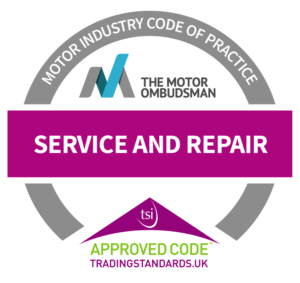 MOTOR INDUSTRY CODE OF PRACTICE
THE MOTOR
OMBUDSMAN
SERVICE AND REPAIR
tsi
APPROVED CODE
TRADINGSTANDARDS.UK